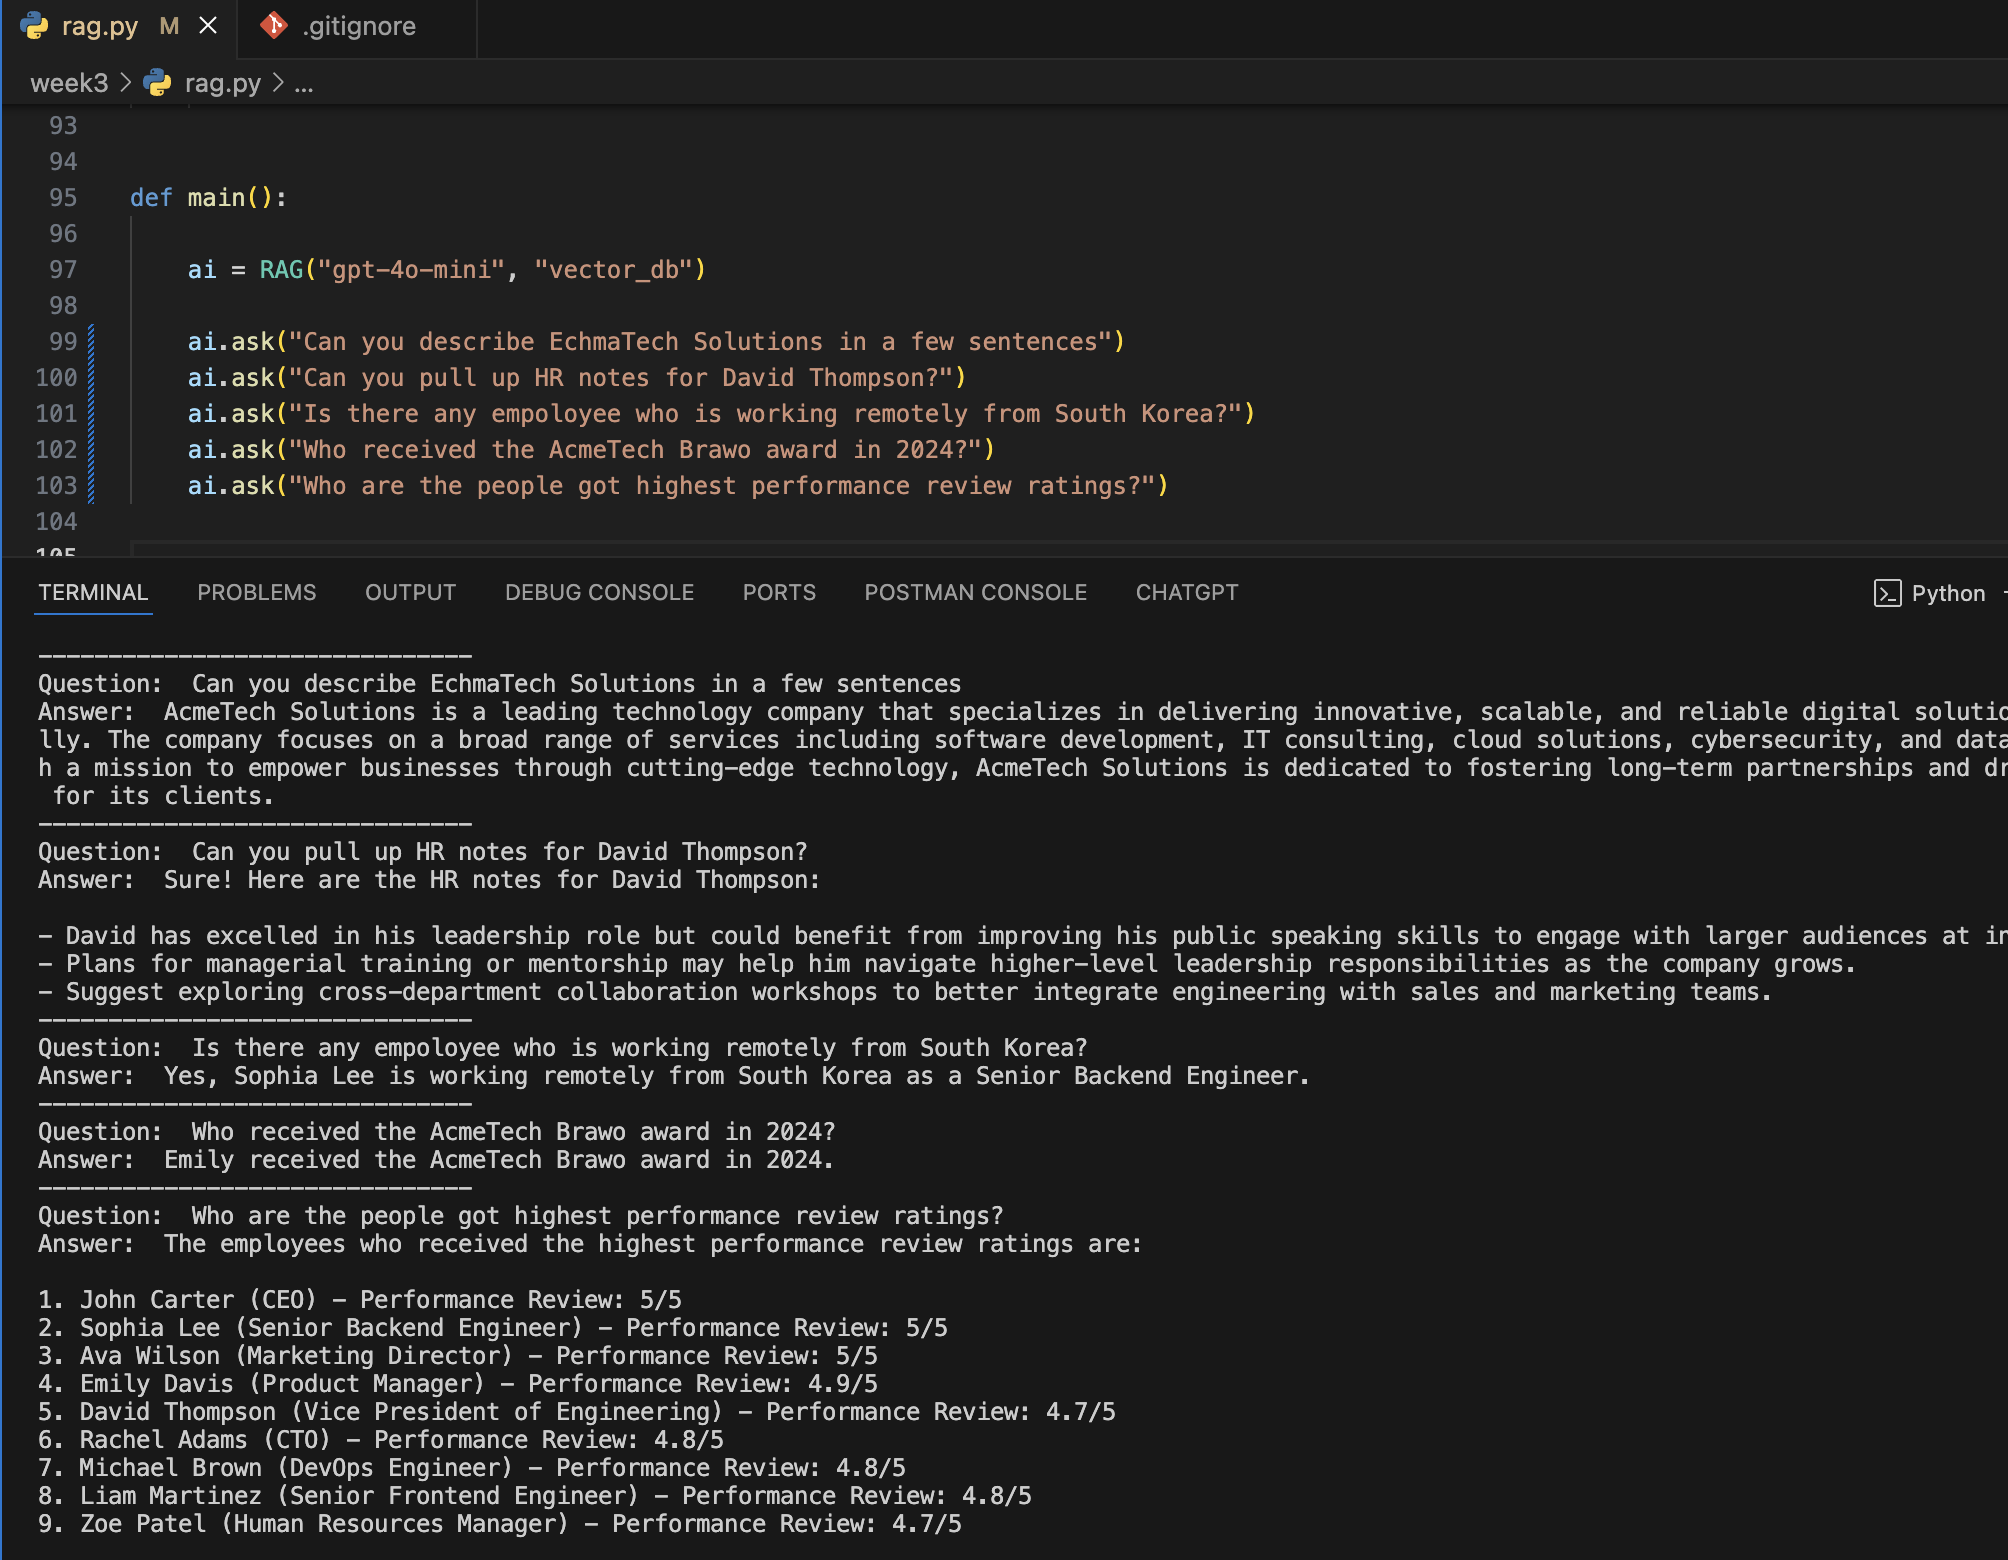 rag.py M
.gitignore
week3 > rag.py > ...
93
94
95 def main():
96
97 ai = RAG("gpt-4o-mini", "vector_db")
98
99 ai.ask("Can you describe EchmaTech Solutions in a few sentences")
100 ai.ask("Can you pull up HR notes for David Thompson?")
101 ai.ask("Is there any empoloyee who is working remotely from South Korea?")
102 ai.ask("Who received the AcmeTech Brawo award in 2024?")
103 ai.ask("Who are the people got highest performance review ratings?")
104
105
TERMINAL PROBLEMS OUTPUT DEBUG CONSOLE PORTS POSTMAN CONSOLE CHATGPT Python
-------------------------------
Question:  Can you describe EchmaTech Solutions in a few sentences
Answer:  AcmeTech Solutions is a leading technology company that specializes in delivering innovative, scalable, and reliable digital solutio
lly. The company focuses on a broad range of services including software development, IT consulting, cloud solutions, cybersecurity, and data
h a mission to empower businesses through cutting-edge technology, AcmeTech Solutions is dedicated to fostering long-term partnerships and dr
for its clients.
-------------------------------
Question:  Can you pull up HR notes for David Thompson?
Answer:  Sure! Here are the HR notes for David Thompson:
- David has excelled in his leadership role but could benefit from improving his public speaking skills to engage with larger audiences at in
- Plans for managerial training or mentorship may help him navigate higher-level leadership responsibilities as the company grows.
- Suggest exploring cross-department collaboration workshops to better integrate engineering with sales and marketing teams.
-------------------------------
Question:  Is there any empoloyee who is working remotely from South Korea?
Answer:  Yes, Sophia Lee is working remotely from South Korea as a Senior Backend Engineer.
-------------------------------
Question:  Who received the AcmeTech Brawo award in 2024?
Answer:  Emily received the AcmeTech Brawo award in 2024.
-------------------------------
Question:  Who are the people got highest performance review ratings?
Answer:  The employees who received the highest performance review ratings are:
1. John Carter (CEO) - Performance Review: 5/5
2. Sophia Lee (Senior Backend Engineer) - Performance Review: 5/5
3. Ava Wilson (Marketing Director) - Performance Review: 5/5
4. Emily Davis (Product Manager) - Performance Review: 4.9/5
5. David Thompson (Vice President of Engineering) - Performance Review: 4.7/5
6. Rachel Adams (CTO) - Performance Review: 4.8/5
7. Michael Brown (DevOps Engineer) - Performance Review: 4.8/5
8. Liam Martinez (Senior Frontend Engineer) - Performance Review: 4.8/5
9. Zoe Patel (Human Resources Manager) - Performance Review: 4.7/5